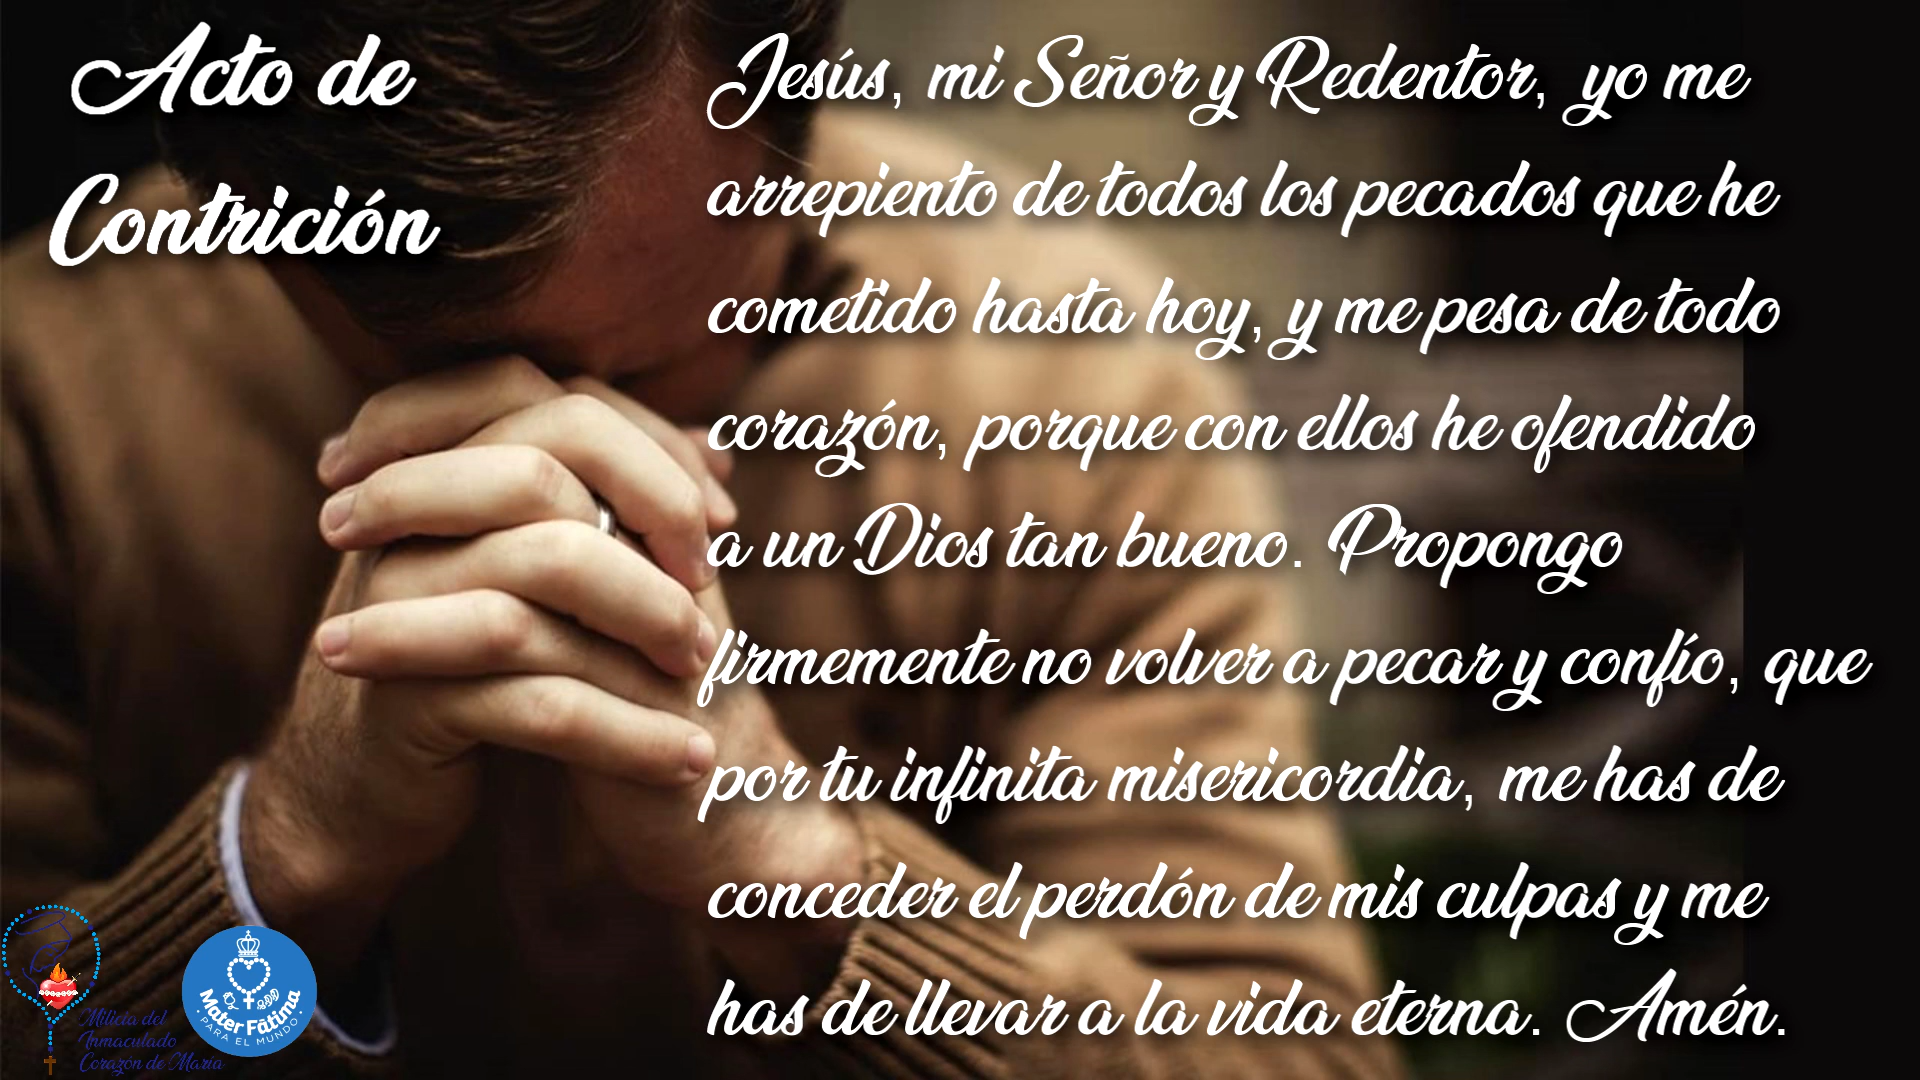 Acto de
Contrición
Jesús, mi Señor y Redentor, yo me
arrepiento de todos los pecados que he
cometido hasta hoy, y me pesa de todo
corazón, porque con ellos he ofendido
a un Dios tan bueno. Propongo
firmemente no volver a pecar y confío, que
por tu infinita misericordia, me has de
conceder el perdón de mis culpas y me
has de llevar a la vida eterna. Amén.
Milicia del
Inmaculado
Corazón de María
Mater Fátima
PARA EL MUNDO